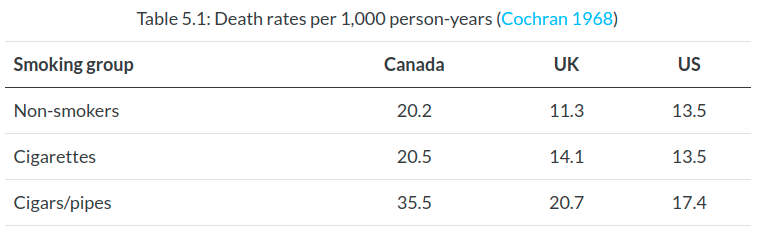 Table 5.1: Death rates per 1,000 person-years (Cochran 1968)
Smoking group Canada UK US
Non-smokers 20.2 11.3 13.5
Cigarettes 20.5 14.1 13.5
Cigars/pipes 35.5 20.7 17.4